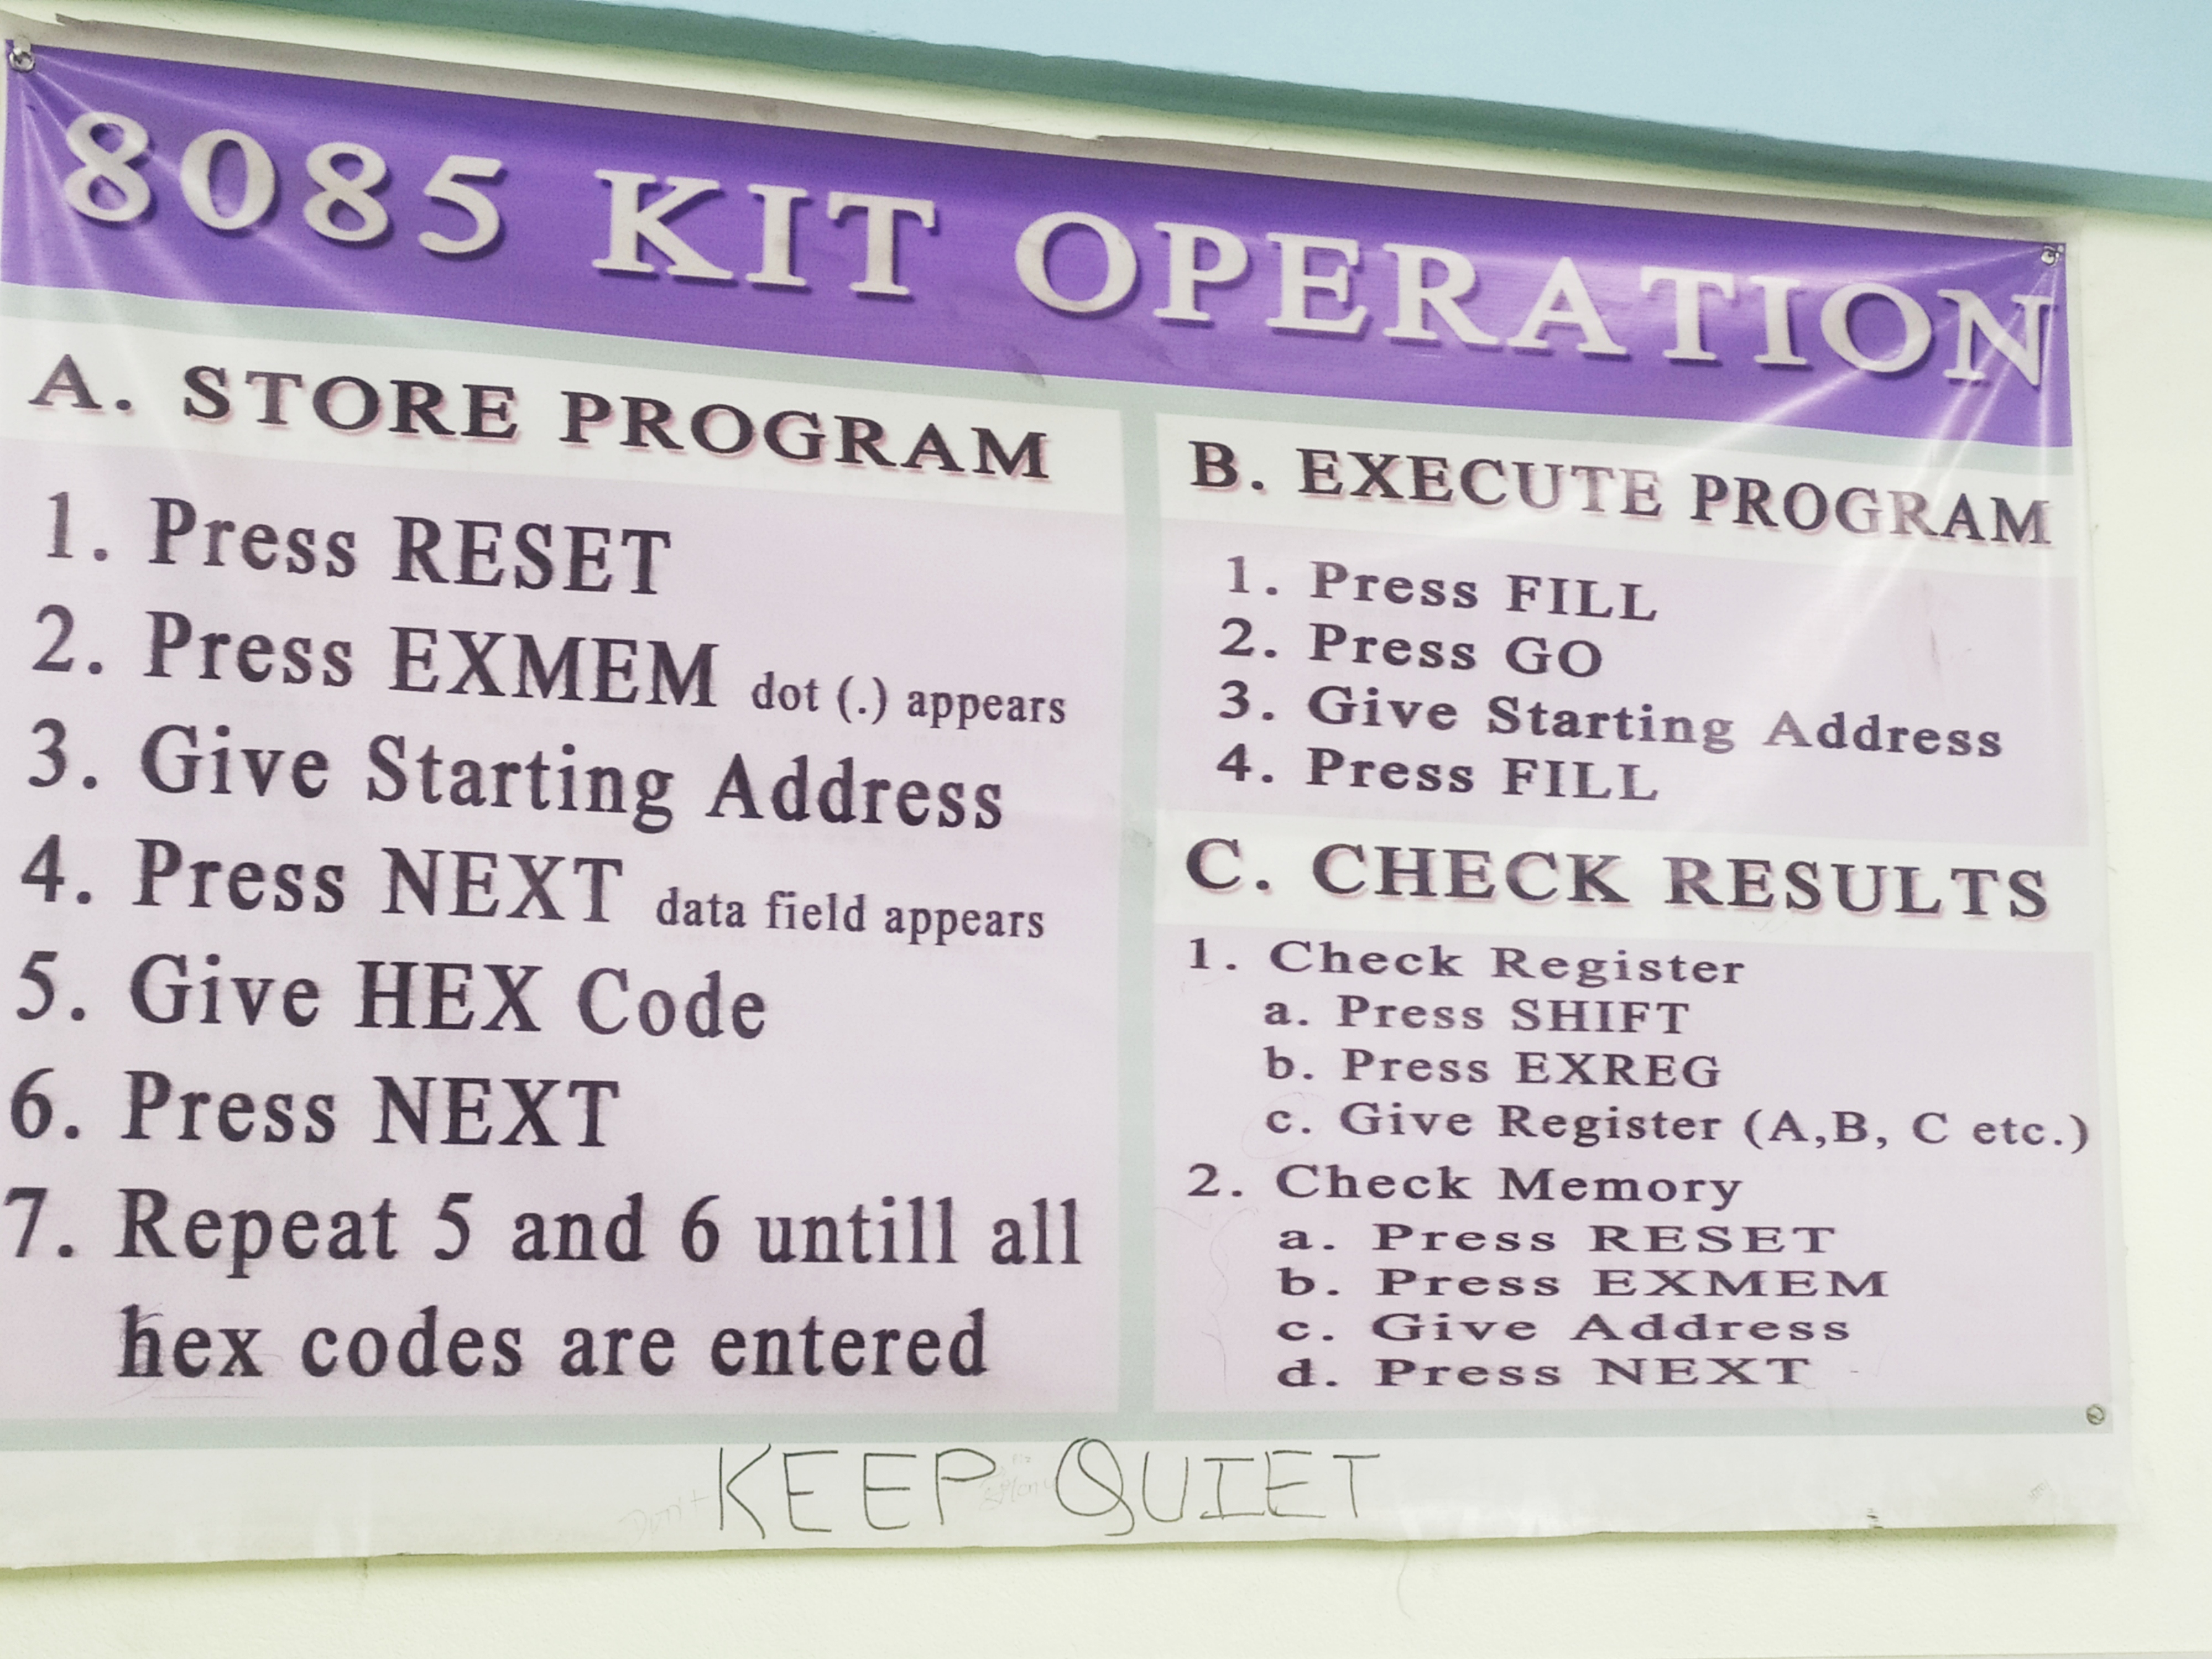 8085 KIT OPERATION
A. STORE PROGRAM
1. Press RESET
2. Press EXMEM dot (.) appears
3. Give Starting Address
4. Press NEXT data field appears
5. Give HEX Code
6. Press NEXT
7. Repeat 5 and 6 untill all
hex codes are entered
B. EXECUTE PROGRAM
1. Press FILL
2. Press GO
3. Give Starting Address
4. Press FILL
C. CHECK RESULTS
1. Check Register
a. Press SHIFT
b. Press EXREG
c. Give Register (A,B, C etc.)
2. Check Memory
a. Press RESET
b. Press EXMEM
c. Give Address
d. Press NEXT
Don't KEEP QUIET